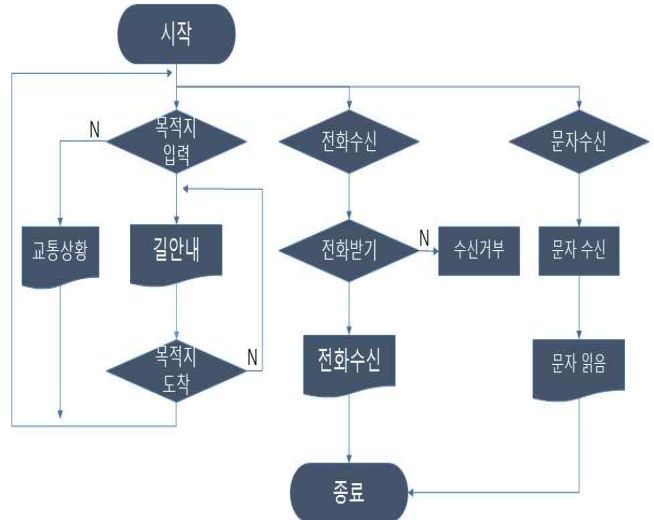 시작
N
목적지
입력
전화수신
문자수신
교통상황
길안내
전화받기
N
수신거부
문자 수신
목적지
도착
N
전화수신
문자 읽음
종료